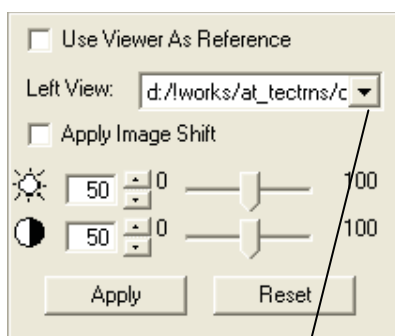 Use Viewer As Reference
Left View: d:/!works/at_tectrns/c
Apply Image Shift
50 0 100
50 0 100
Apply Reset